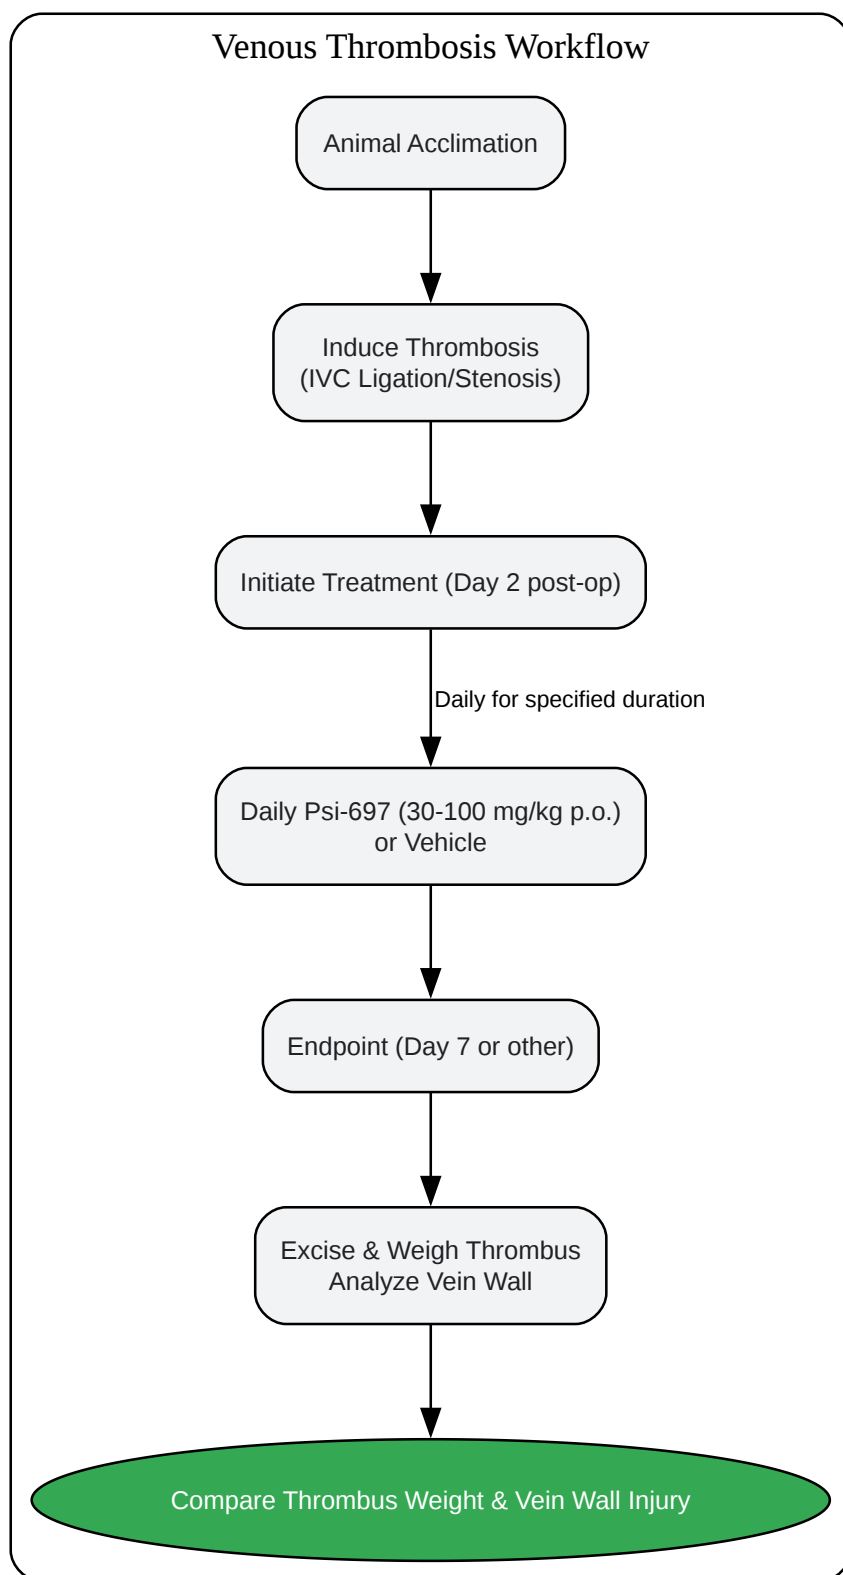 Venous Thrombosis Workflow
Animal Acclimation
Induce Thrombosis
(IVC Ligation/Stenosis)
Initiate Treatment (Day 2 post-op)
Daily for specified duration
Daily Psi-697 (30-100 mg/kg p.o.)
or Vehicle
Endpoint (Day 7 or other)
Excise & Weigh Thrombus
Analyze Vein Wall
Compare Thrombus Weight & Vein Wall Injury